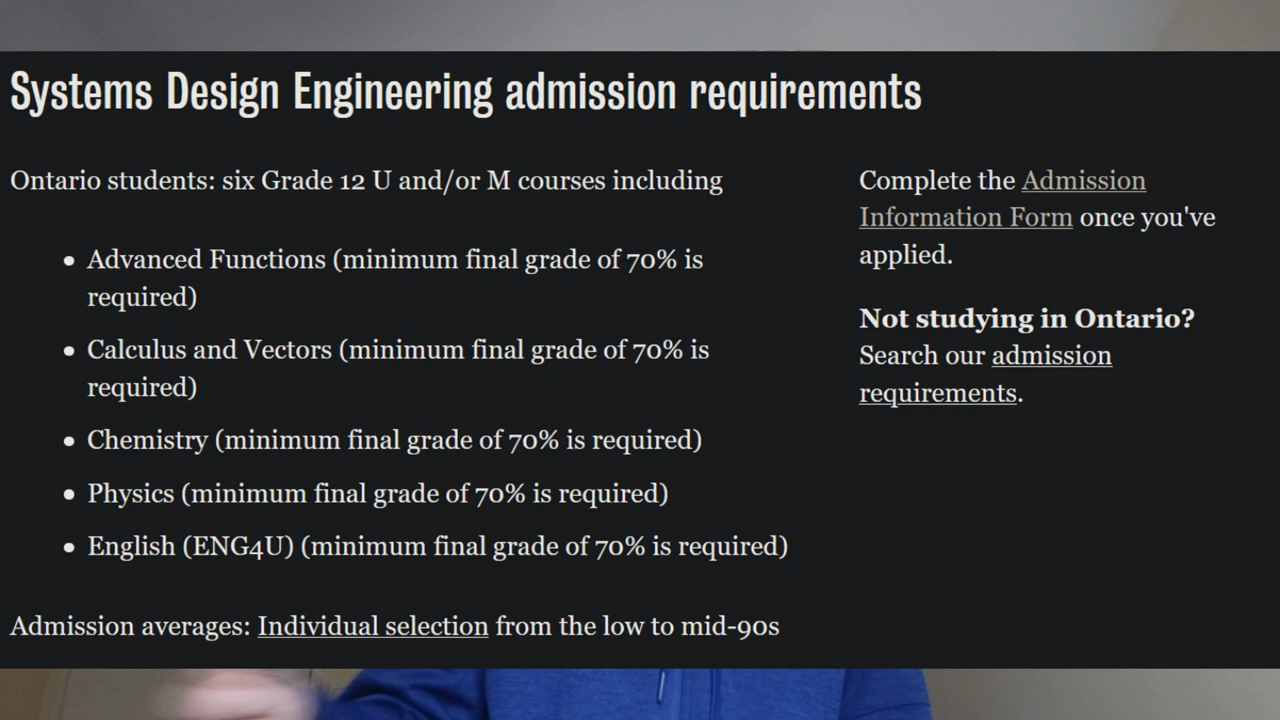 Systems Design Engineering admission requirements
Ontario students: six Grade 12 U and/or M courses including
• Advanced Functions (minimum final grade of 70% is
required)
• Calculus and Vectors (minimum final grade of 70% is
required)
• Chemistry (minimum final grade of 70% is required)
• Physics (minimum final grade of 70% is required)
• English (ENG4U) (minimum final grade of 70% is required)
Admission averages: Individual selection from the low to mid-90s
Complete the Admission
Information Form once you've
applied.
Not studying in Ontario?
Search our admission
requirements.